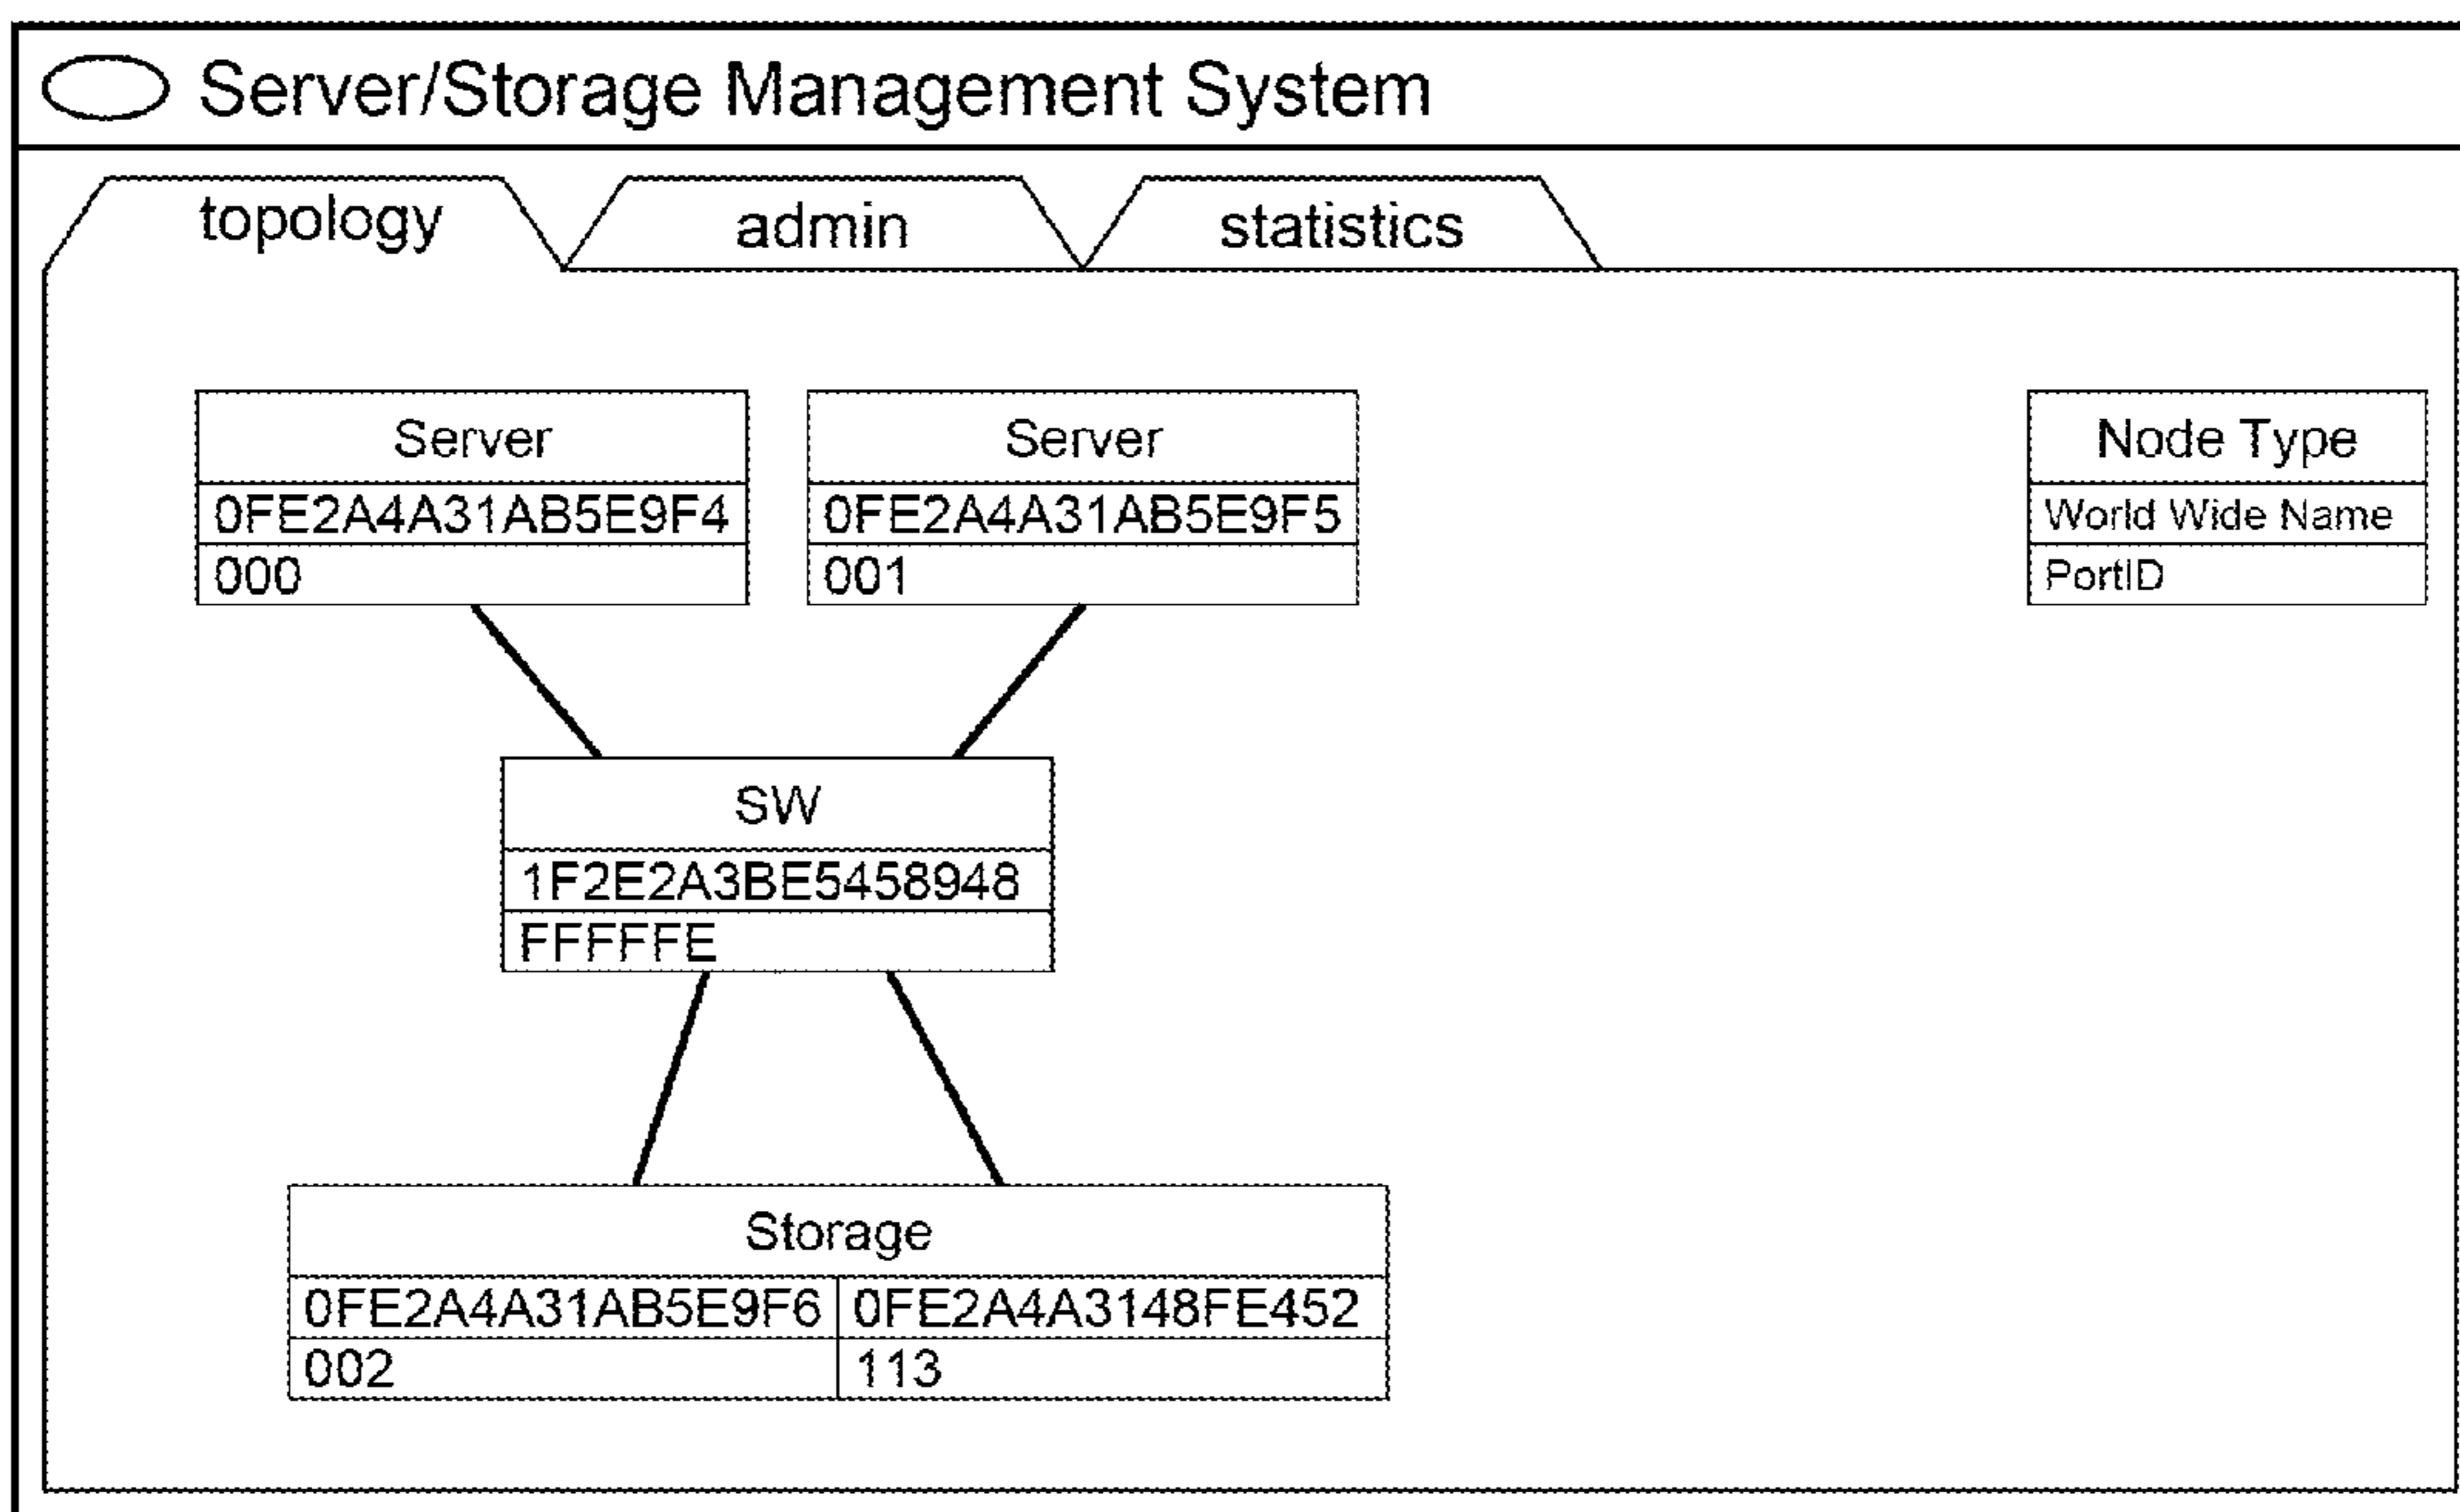 Server/Storage Management System
topology admin statistics
Server Server Node Type
0FE2A4A31AB5E9F4 0FE2A4A31AB5E9F5 World Wide Name
000 001 PortID
SW
1F2E2A3BE5458948
FFFFFE
Storage
0FE2A4A31AB5E9F6 0FE2A4A3148FE452
002 113